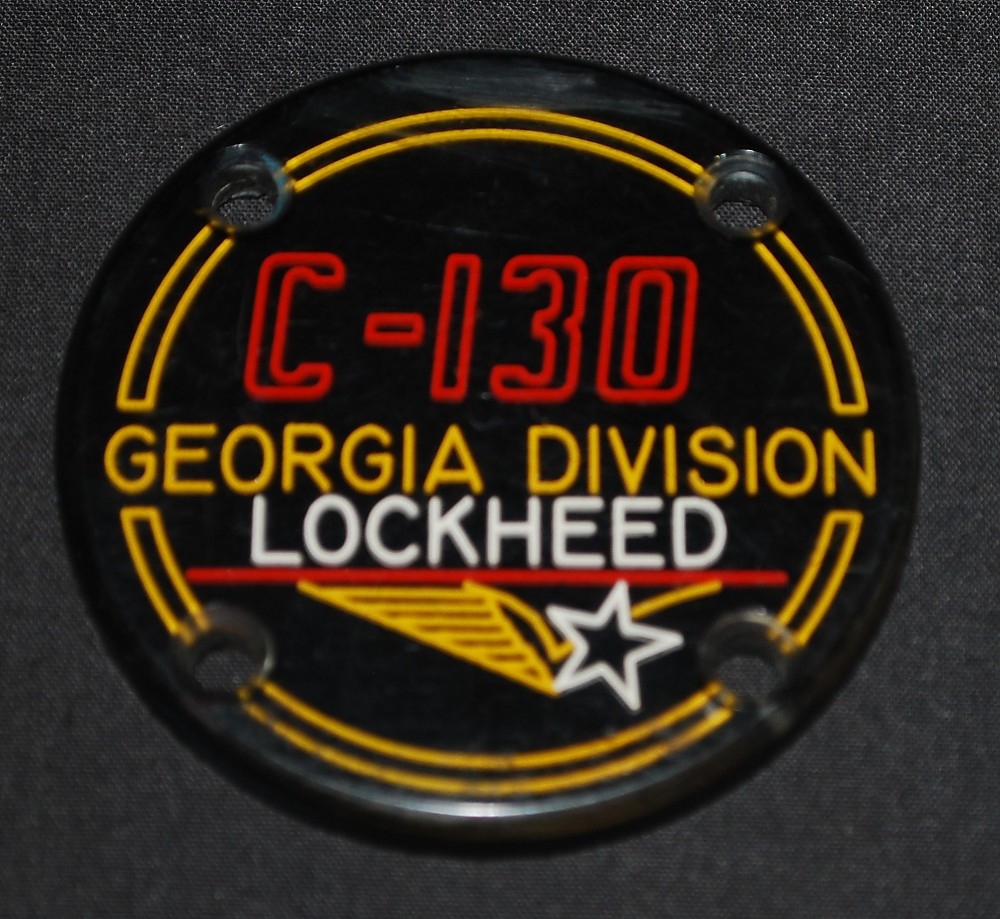 C-130
GEORGIA DIVISION
LOCKHEED